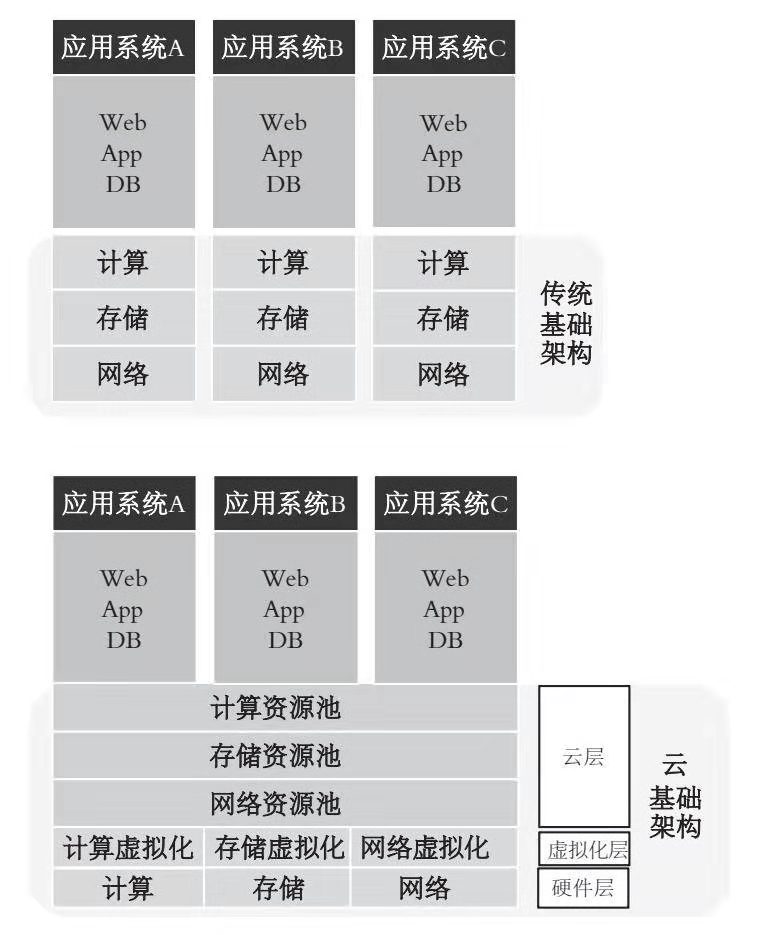 应用系统A 应用系统B 应用系统C
Web Web Web
App App App
DB DB DB
计算 计算 计算
存储 存储 存储
网络 网络 网络
传统
基础
架构
应用系统A 应用系统B 应用系统C
Web Web Web
App App App
DB DB DB
计算资源池
存储资源池
网络资源池
云层
云
基础
架构
计算虚拟化 存储虚拟化 网络虚拟化 虚拟化层
计算 存储 网络 硬件层